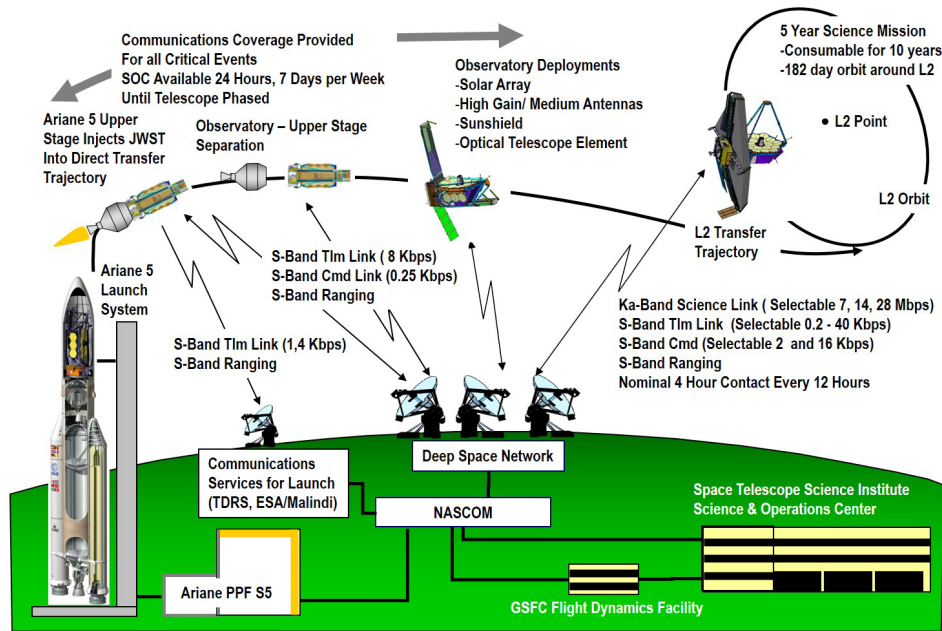 Communications Coverage Provided
For all Critical Events
SOC Available 24 Hours, 7 Days per Week
Until Telescope Phased
Ariane 5 Upper
Stage Injects JWST
Into Direct Transfer
Trajectory
Observatory – Upper Stage
Separation
Observatory Deployments
-Solar Array
-High Gain/ Medium Antennas
-Sunshield
-Optical Telescope Element
5 Year Science Mission
-Consumable for 10 years
-182 day orbit around L2
L2 Point
L2 Orbit
L2 Transfer
Trajectory
Ariane 5
Launch
System
S-Band Tlm Link ( 8 Kbps)
S-Band Cmd Link (0.25 Kbps)
S-Band Ranging
S-Band Tlm Link (1,4 Kbps)
S-Band Ranging
Ka-Band Science Link ( Selectable 7, 14, 28 Mbps)
S-Band Tlm Link (Selectable 0.2 - 40 Kbps)
S-Band Cmd (Selectable 2 and 16 Kbps)
S-Band Ranging
Nominal 4 Hour Contact Every 12 Hours
Communications
Services for Launch
(TDRS, ESA/Malindi)
Deep Space Network
NASCOM
Space Telescope Science Institute
Science & Operations Center
Ariane PPF S5
GSFC Flight Dynamics Facility